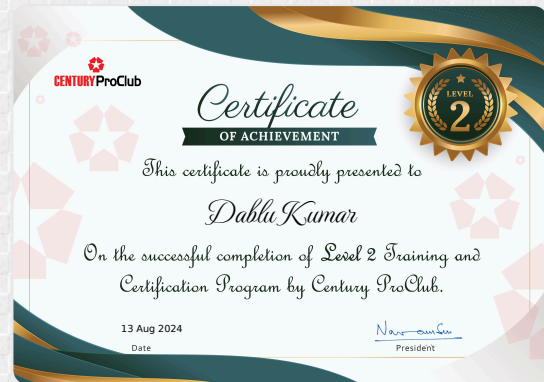 CENTURY ProClub
Certificate
OF ACHIEVEMENT
LEVEL
2
This certificate is proudly presented to
Dablu Kumar
On the successful completion of Level 2 Training and
Certification Program by Century ProClub.
13 Aug 2024
Date
President